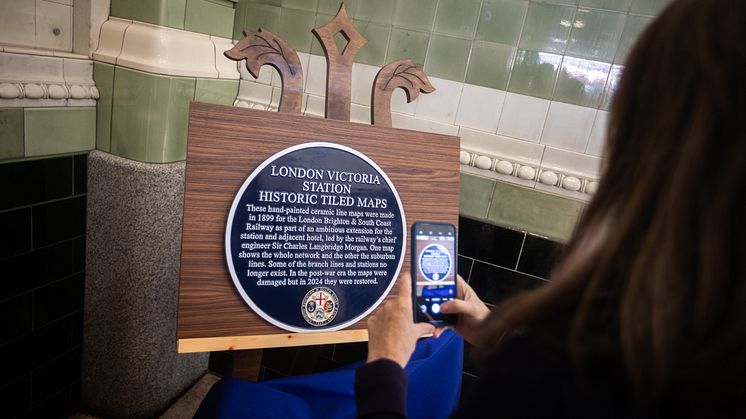 LONDON VICTORIA
STATION
HISTORIC TILED MAPS
These hand-painted ceramic line maps were made
in 1899 for the London Brighton & South Coast
Railway as part of an ambitious extension for the
station and adjacent hotel, led by the railway's chief
engineer Sir Charles Langbridge Morgan. One map
shows the whole network and the other the suburban
lines. Some of the branch lines and stations no
longer exist. In the post-war era the maps were
damaged but in 2024 they were restored.